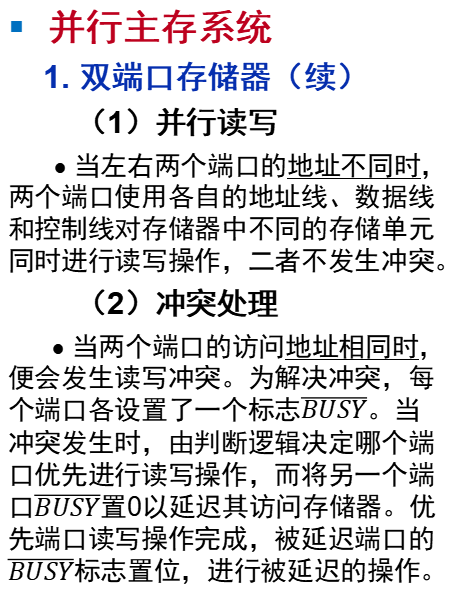 ▪ 并行主存系统
1. 双端口存储器（续）
（1）并行读写
● 当左右两个端口的地址不同时，
两个端口使用各自的地址线、数据线
和控制线对存储器中不同的存储单元
同时进行读写操作，二者不发生冲突。
（2）冲突处理
● 当两个端口的访问地址相同时，
便会发生读写冲突。为解决冲突，每
个端口各设置了一个标志B̅U̅S̅Y̅。当
冲突发生时，由判断逻辑决定哪个端
口优先进行读写操作，而将另一个端
口B̅U̅S̅Y̅置0以延迟其访问存储器。优
先端口读写操作完成，被延迟端口的
B̅U̅S̅Y̅标志置位，进行被延迟的操作。